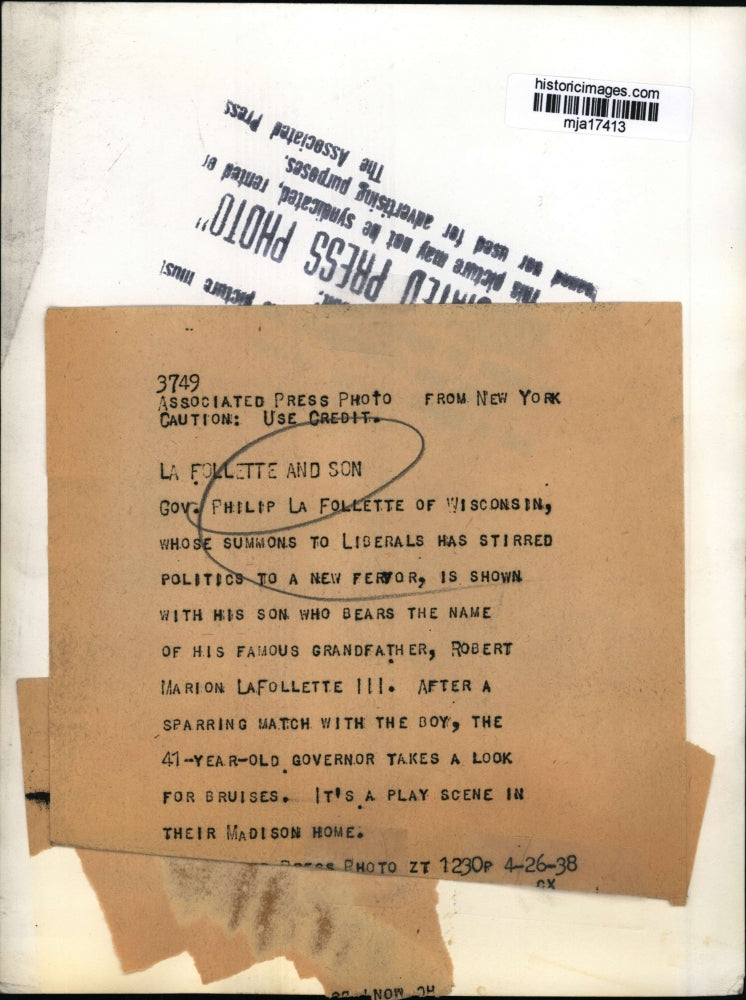 historicimages.com
mja17413
The Associated Press
issued nor used for advertising purposes.
This picture may not be syndicated, rented or
PRESS PHOTO"
picture must
3749
ASSOCIATED PRESS PHOTO FROM NEW YORK
CAUTION: USE CREDIT.
LA FOLLETTE AND SON
GOV. PHILIP LA FOLLETTE OF WISCONSIN,
WHOSE SUMMONS TO LIBERALS HAS STIRRED
POLITICS TO A NEW FERVOR, IS SHOWN
WITH HIS SON WHO BEARS THE NAME
OF HIS FAMOUS GRANDFATHER, ROBERT
MARION LAFOLLETTE III. AFTER A
SPARRING MATCH WITH THE BOY, THE
41-YEAR-OLD GOVERNOR TAKES A LOOK
FOR BRUISES. IT'S A PLAY SCENE IN
THEIR MADISON HOME.
PRESS PHOTO ZT 1230P 4-26-38
CX